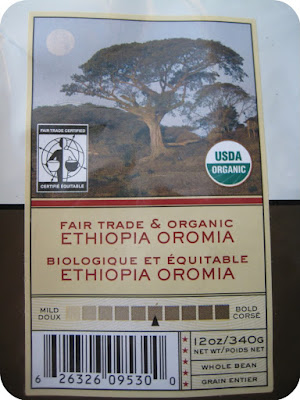 FAIR TRADE CERTIFIED
CERTIFIÉ ÉQUITABLE
USDA
ORGANIC
FAIR TRADE & ORGANIC
ETHIOPIA OROMIA
BIOLOGIQUE ET ÉQUITABLE
ETHIOPIA OROMIA
MILD
DOUX
BOLD
CORSÉ
12oz/340g
NET WT/POIDS NET
WHOLE BEAN
GRAIN ENTIER
6 26326 09530 0